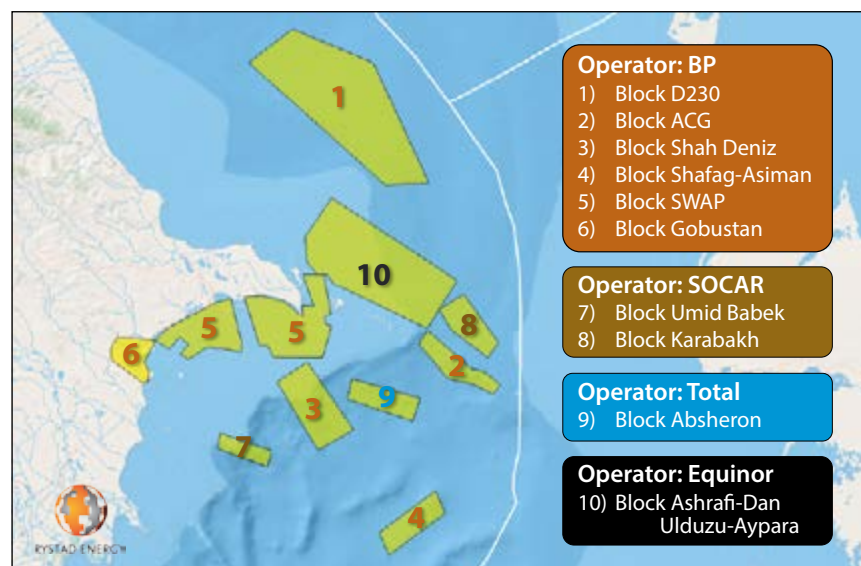 1
10
5
5
8
6
2
9
3
7
4
RYSTAD ENERGY
Operator: BP
1) Block D230
2) Block ACG
3) Block Shah Deniz
4) Block Shafag-Asiman
5) Block SWAP
6) Block Gobustan
Operator: SOCAR
7) Block Umid Babek
8) Block Karabakh
Operator: Total
9) Block Absheron
Operator: Equinor
10) Block Ashrafi-Dan
Ulduzu-Aypara